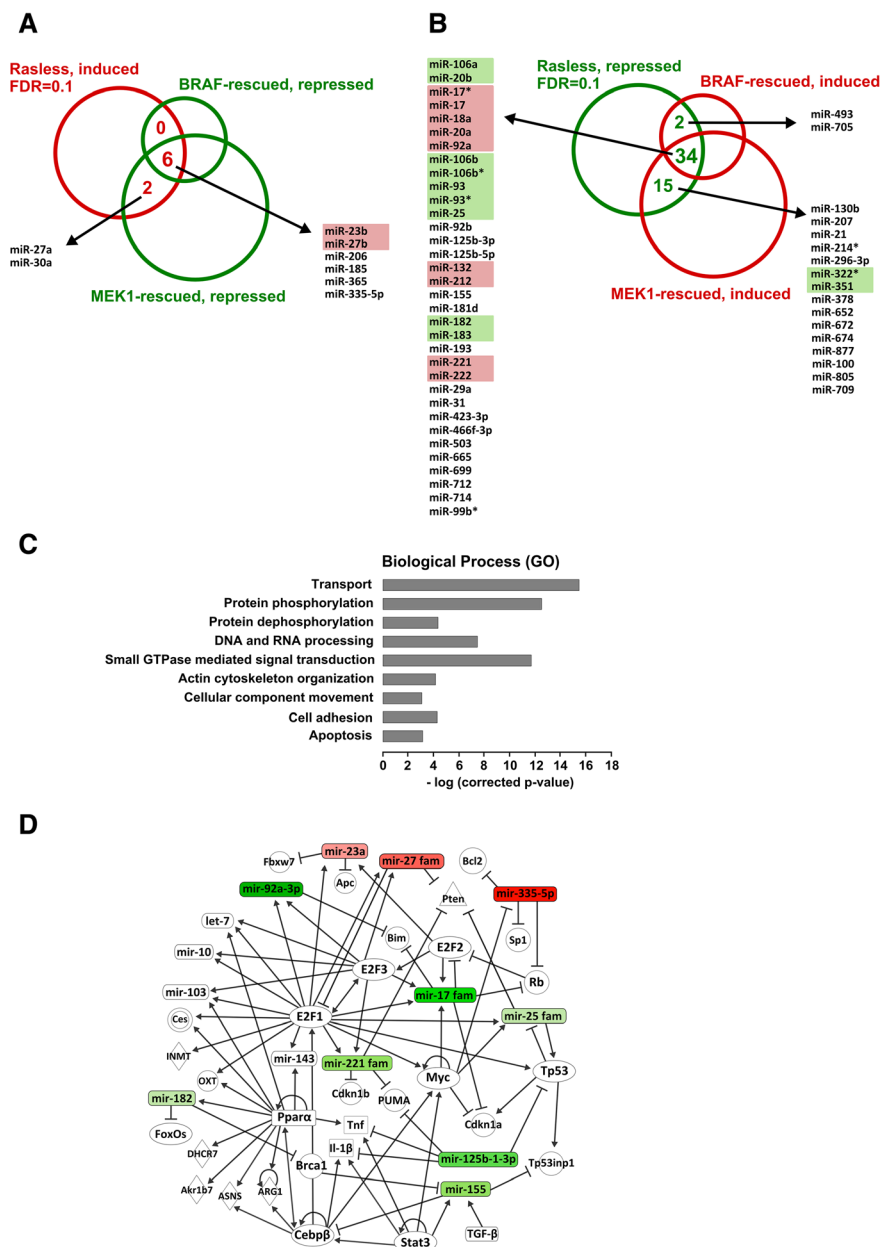 A
Rasless, induced
FDR=0.1
BRAF-rescued, repressed
0
6
2
miR-27a
miR-30a
miR-23b
miR-27b
miR-206
miR-185
miR-365
miR-335-5p
MEK1-rescued, repressed
B
miR-106a
miR-20b
miR-17*
miR-17
miR-18a
miR-20a
miR-92a
miR-106b
miR-106b*
miR-93
miR-93*
miR-25
miR-92b
miR-125b-3p
miR-125b-5p
miR-132
miR-212
miR-155
miR-181d
miR-182
miR-183
miR-193
miR-221
miR-222
miR-29a
miR-31
miR-423-3p
miR-466f-3p
miR-503
miR-665
miR-699
miR-712
miR-714
miR-99b*
Rasless, repressed
FDR=0.1
BRAF-rescued, induced
2
34
15
miR-493
miR-705
MEK1-rescued, induced
miR-130b
miR-207
miR-21
miR-214*
miR-296-3p
miR-322*
miR-351
miR-378
miR-652
miR-672
miR-674
miR-877
miR-100
miR-805
miR-709
C
Biological Process (GO)
Transport
Protein phosphorylation
Protein dephosphorylation
DNA and RNA processing
Small GTPase mediated signal transduction
Actin cytoskeleton organization
Cellular component movement
Cell adhesion
Apoptosis
0 2 4 6 8 10 12 14 16 18
- log (corrected p-value)
D
Fbxw7
mir-23a
mir-27 fam
Bcl2
mir-92a-3p
Apc
Pten
mir-335-5p
let-7
Bim
E2F2
Sp1
mir-10
E2F3
Rb
mir-103
mir-17 fam
Ces
E2F1
mir-25 fam
INMT
mir-143
mir-221 fam
Myc
Tp53
OXT
Cdkn1b
PUMA
mir-182
Pparα
Tnf
Cdkn1a
FoxOs
Il-1β
DHCR7
Brca1
mir-125b-1-3p
Tp53inp1
Akr1b7
ASNS
ARG1
mir-155
Cebpβ
Stat3
TGF-β